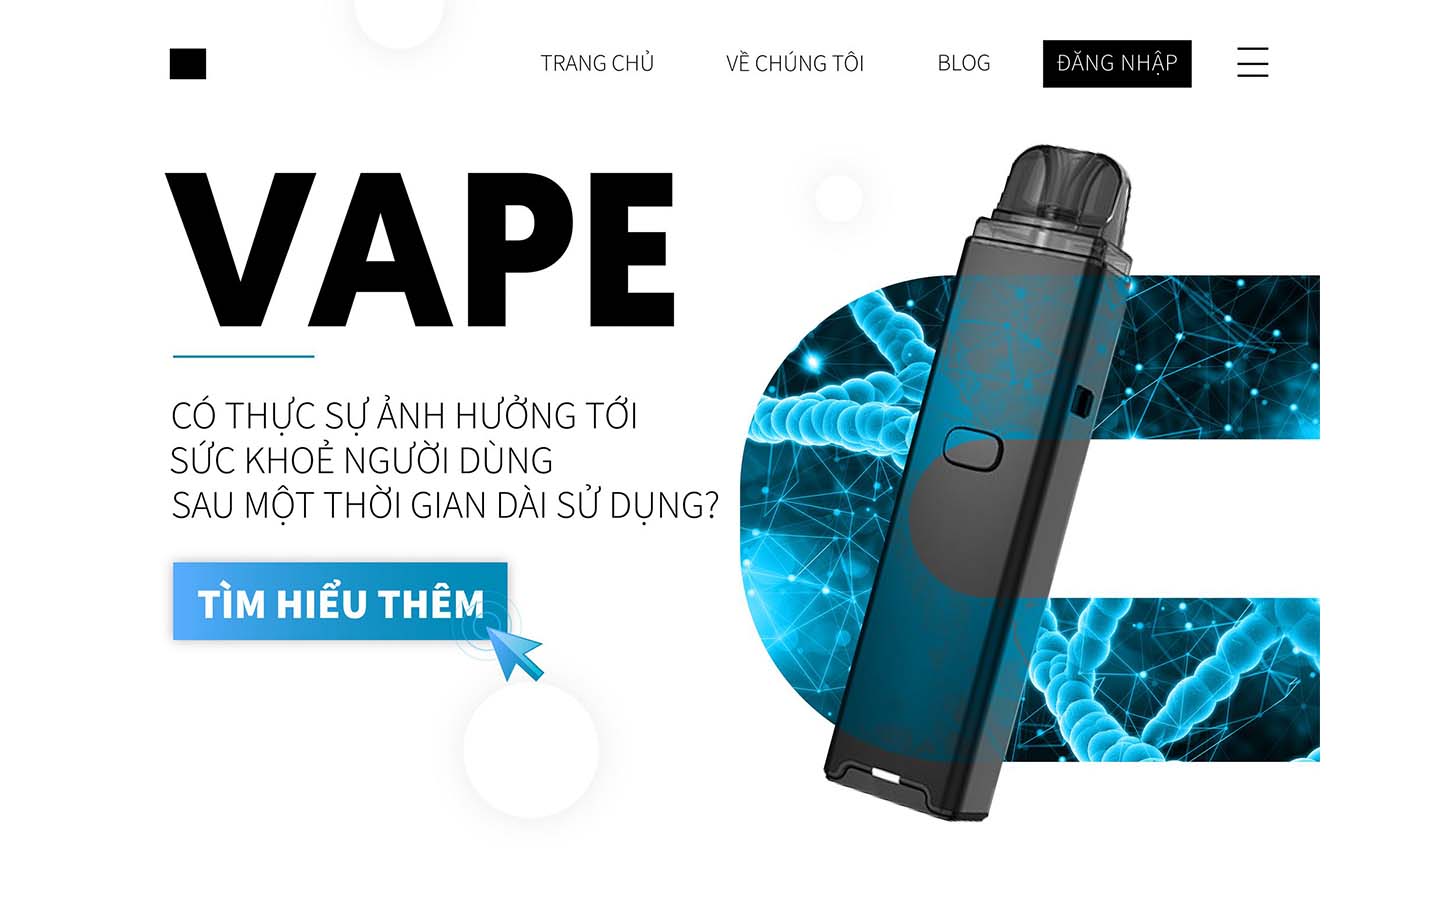 TRANG CHỦ
VỀ CHÚNG TÔI
BLOG
ĐĂNG NHẬP
VAPE
CÓ THỰC SỰ ẢNH HƯỞNG TỚI
SỨC KHOẺ NGƯỜI DÙNG
SAU MỘT THỜI GIAN DÀI SỬ DỤNG?
TÌM HIỂU THÊM